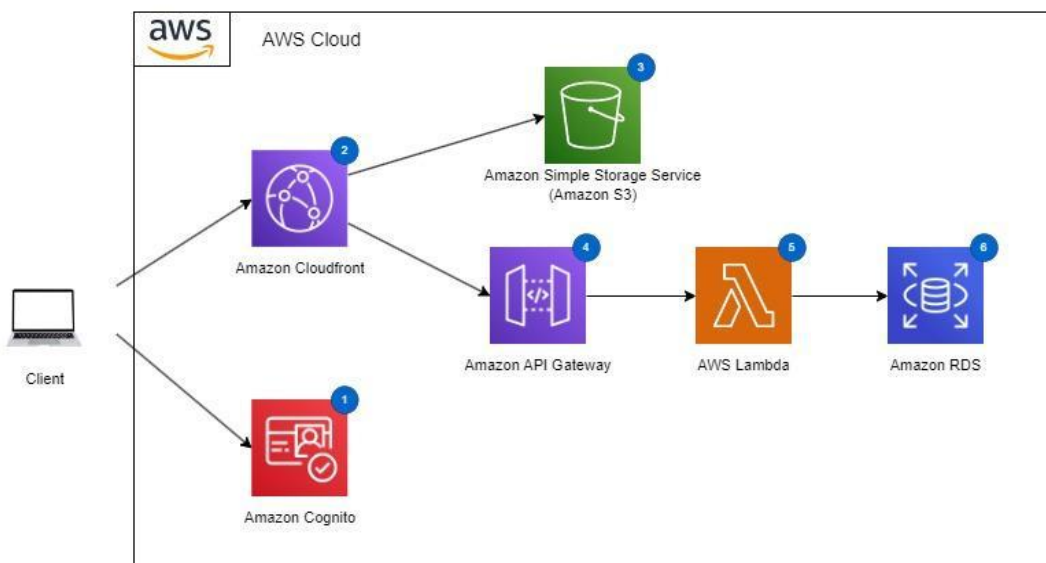 aws
AWS Cloud
3
Amazon Simple Storage Service
(Amazon S3)
2
Amazon Cloudfront
4
</>
Amazon API Gateway
5
AWS Lambda
6
Amazon RDS
Client
1
Amazon Cognito